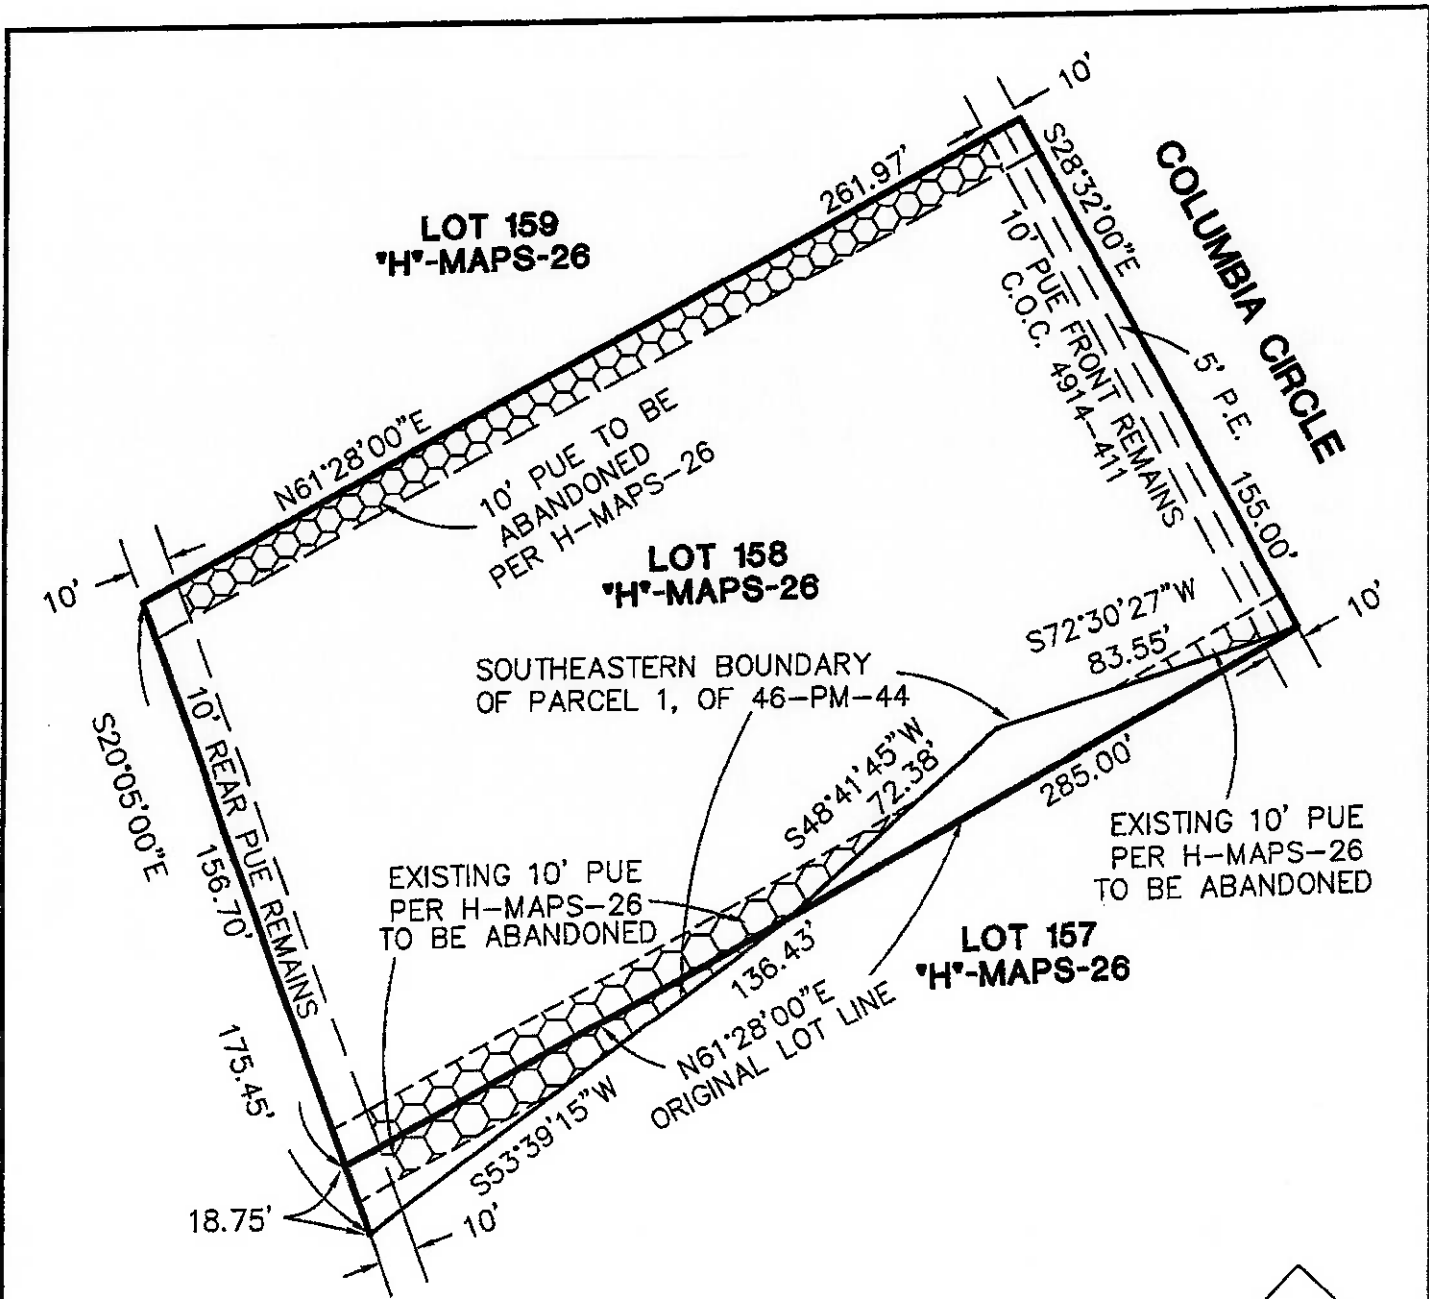 10'
261.97'
S28°32'00"E
COLUMBIA CIRCLE
LOT 159
"H"-MAPS-26
10' PUE FRONT REMAINS
C.O.C. 4914-411
5' P.E.
155.00'
N61°28'00"E
10' PUE TO BE
ABANDONED
PER H-MAPS-26
LOT 158
"H"-MAPS-26
10'
10'
S72°30'27"W
83.55'
SOUTHEASTERN BOUNDARY
OF PARCEL 1, OF 46-PM-44
S20°05'00"E
10' REAR PUE REMAINS
156.70'
S48°41'45"W
72.38'
285.00'
EXISTING 10' PUE
PER H-MAPS-26
TO BE ABANDONED
EXISTING 10' PUE
PER H-MAPS-26
TO BE ABANDONED
LOT 157
"H"-MAPS-26
136.43'
N61°28'00"E
ORIGINAL LOT LINE
175.45'
S53°39'15"W
18.75'
10'